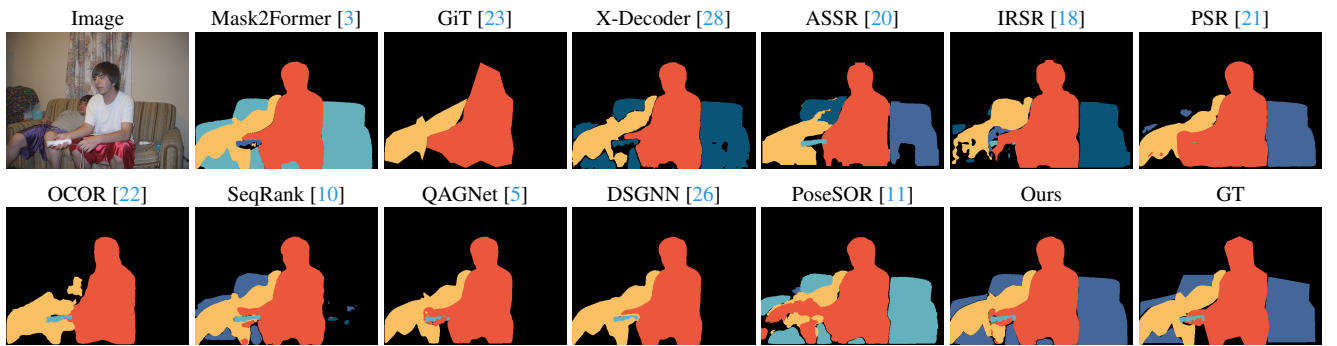 Image Mask2Former [3] GiT [23] X-Decoder [28] ASSR [20] IRSR [18] PSR [21]
OCOR [22] SeqRank [10] QAGNet [5] DSGNN [26] PoseSOR [11] Ours GT